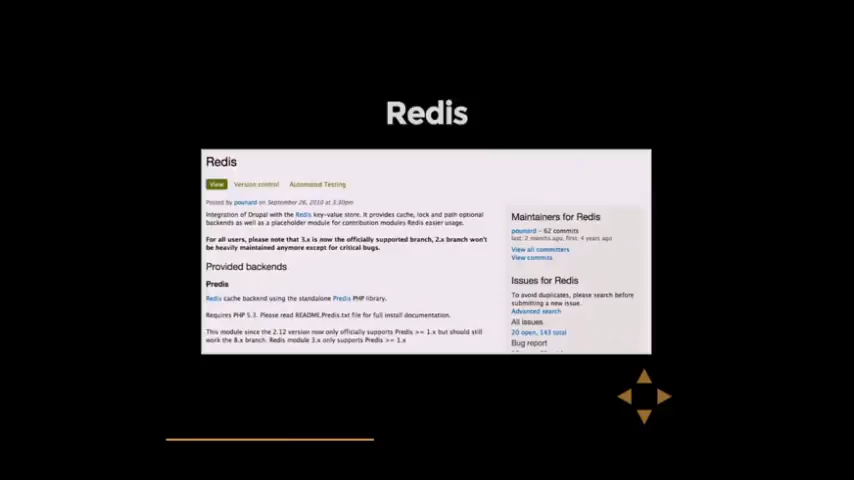 Redis
Redis
View Version control Automated Testing
Posted by pounard on September 26, 2010 at 3:30pm
Integration of Drupal with the Redis key-value store. It provides cache, lock and path optional
backends as well as a placeholder module for contribution modules Redis easier usage.
For all users, please note that 3.x is now the officially supported branch, 2.x branch won't
be heavily maintained anymore except for critical bugs.
Provided backends
Predis
Redis cache backend using the standalone Predis PHP library.
Requires PHP 5.3. Please read README.Predis.txt file for full install documentation.
This module since the 2.12 version now only officially supports Predis >= 1.x but should still
work the 8.x branch. Redis module 3.x only supports Predis >= 1.x
Maintainers for Redis
pounard – 62 commits
last: 2 months ago, first: 4 years ago
View all committers
View commits
Issues for Redis
To avoid duplicates, please search before
submitting a new issue.
Advanced search
All issues
20 open, 143 total
Bug report